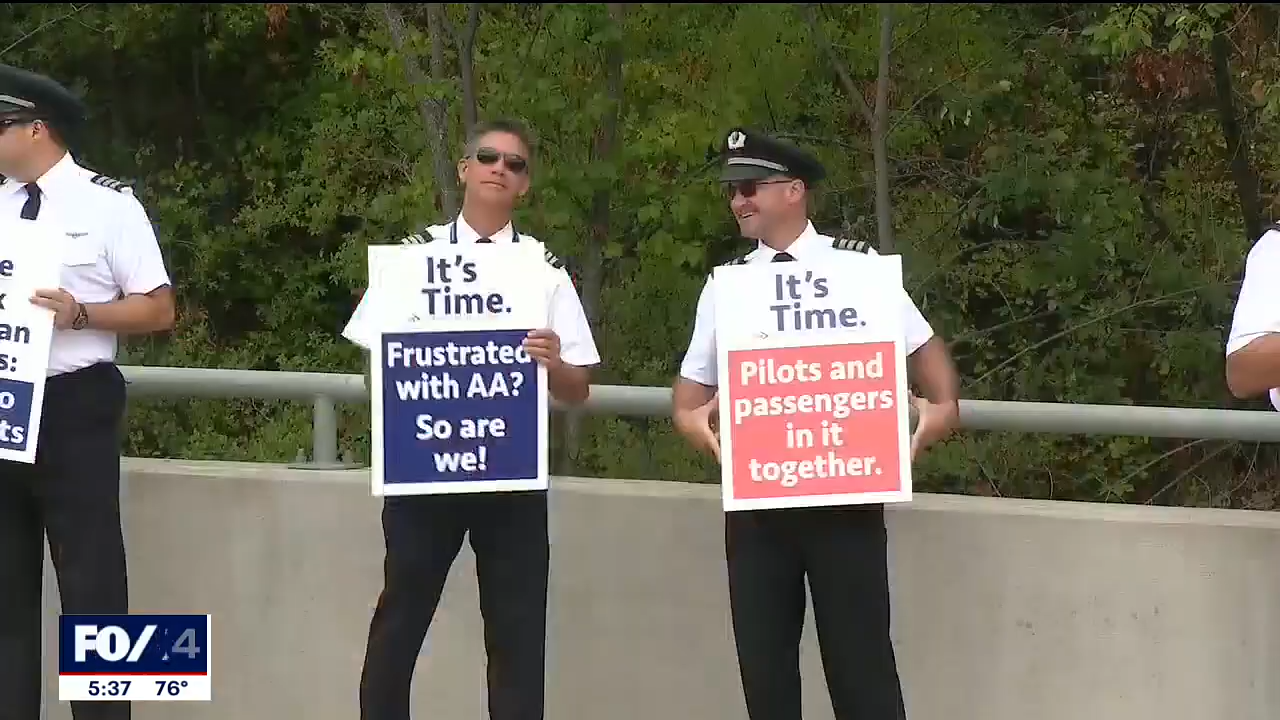 It's
Time.
Frustrated
with AA?
So are
we!
It's
Time.
Pilots and
passengers
in it
together.
s:
ts
FOX 4
5:37 76°